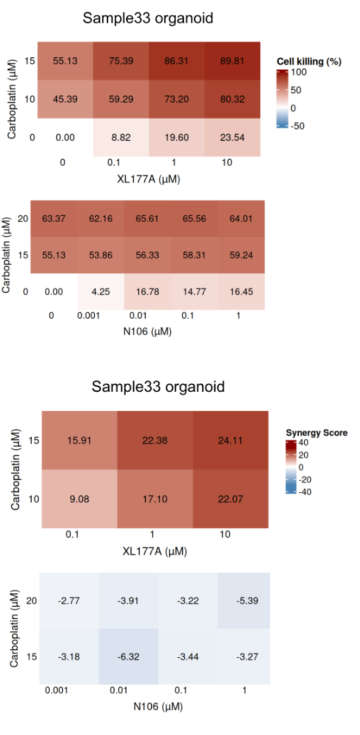 Sample33 organoid
Cell killing (%)
Carboplatin (μM)
15 55.13 75.39 86.31 89.81
10 45.39 59.29 73.20 80.32
0 0.00 8.82 19.60 23.54
0 0.1 1 10
XL177A (μM)
100
50
0
-50
Carboplatin (μM)
20 63.37 62.16 65.61 65.56 64.01
15 55.13 53.86 56.33 58.31 59.24
0 0.00 4.25 16.78 14.77 16.45
0 0.001 0.01 0.1 1
N106 (μM)
Sample33 organoid
Synergy Score
Carboplatin (μM)
15 15.91 22.38 24.11
10 9.08 17.10 22.07
0.1 1 10
XL177A (μM)
40
20
0
-20
-40
Carboplatin (μM)
20 -2.77 -3.91 -3.22 -5.39
15 -3.18 -6.32 -3.44 -3.27
0.001 0.01 0.1 1
N106 (μM)